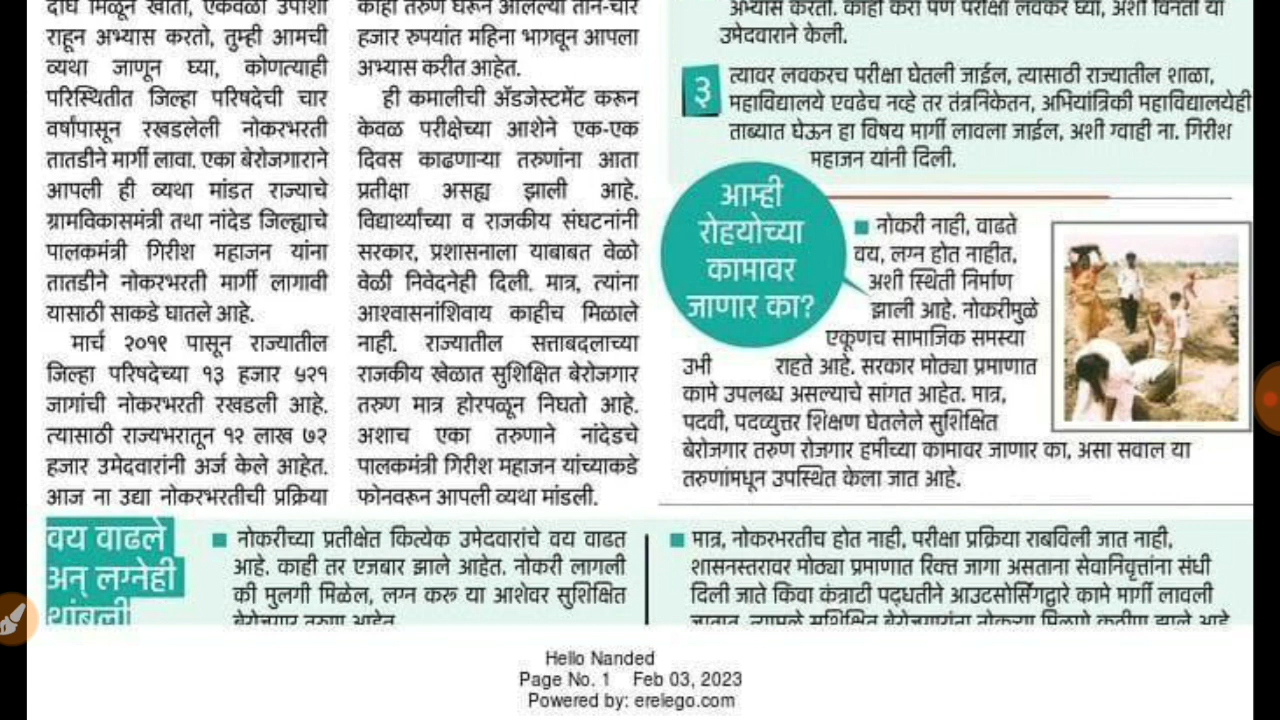 दोघे मिळून खातो, एकवेळी उपाशी
राहून अभ्यास करतो, तुम्ही आमची
व्यथा जाणून घ्या, कोणत्याही
परिस्थितीत जिल्हा परिषदेची चार
वर्षांपासून रखडलेली नोकरभरती
तातडीने मार्गी लावा. एका बेरोजगाराने
आपली ही व्यथा मांडत राज्याचे
ग्रामविकासमंत्री तथा नांदेड जिल्ह्याचे
पालकमंत्री गिरीश महाजन यांना
तातडीने नोकरभरती मार्गी लागावी
यासाठी साकडे घातले आहे.
मार्च २०१९ पासून राज्यातील
जिल्हा परिषदेच्या १३ हजार ५२१
जागांची नोकरभरती रखडली आहे.
त्यासाठी राज्यभरातून १२ लाख ७२
हजार उमेदवारांनी अर्ज केले आहेत.
आज ना उद्या नोकरभरतीची प्रक्रिया
काही तरुण घरून आलेल्या तीन-चार
हजार रुपयांत महिना भागवून आपला
अभ्यास करीत आहेत.
ही कमालीची ॲडजेस्टमेंट करून
केवळ परीक्षेच्या आशेने एक-एक
दिवस काढणाऱ्या तरुणांना आता
प्रतीक्षा असह्य झाली आहे.
विद्यार्थ्यांच्या व राजकीय संघटनांनी
सरकार, प्रशासनाला याबाबत वेळो
वेळी निवेदनेही दिली. मात्र, त्यांना
आश्वासनांशिवाय काहीच मिळाले
नाही. राज्यातील सत्ताबदलाच्या
राजकीय खेळात सुशिक्षित बेरोजगार
तरुण मात्र होरपळून निघतो आहे.
अशाच एका तरुणाने नांदेडचे
पालकमंत्री गिरीश महाजन यांच्याकडे
फोनवरून आपली व्यथा मांडली.
अभ्यास करतो. काही करा पण परीक्षा लवकर घ्या, अशी विनंती या
उमेदवाराने केली.
३
त्यावर लवकरच परीक्षा घेतली जाईल, त्यासाठी राज्यातील शाळा,
महाविद्यालये एवढेच नव्हे तर तंत्रनिकेतन, अभियांत्रिकी महाविद्यालयेही
ताब्यात घेऊन हा विषय मार्गी लावला जाईल, अशी ग्वाही ना. गिरीश
महाजन यांनी दिली.
आम्ही
रोहयोच्या
कामावर
जाणार का?
■ नोकरी नाही, वाढते
वय, लग्न होत नाहीत,
अशी स्थिती निर्माण
झाली आहे. नोकरीमुळे
एकूणच सामाजिक समस्या
उभी राहते आहे. सरकार मोठ्या प्रमाणात
कामे उपलब्ध असल्याचे सांगत आहेत. मात्र,
पदवी, पदव्युत्तर शिक्षण घेतलेले सुशिक्षित
बेरोजगार तरुण रोजगार हमीच्या कामावर जाणार का, असा सवाल या
तरुणांमधून उपस्थित केला जात आहे.
वय वाढले
अन् लग्नेही
थांबली
■ नोकरीच्या प्रतीक्षेत कित्येक उमेदवारांचे वय वाढत
आहे. काही तर एजबार झाले आहेत. नोकरी लागली
की मुलगी मिळेल, लग्न करू या आशेवर सुशिक्षित
बेरोजगार तरुण आहेत.
■ मात्र, नोकरभरतीच होत नाही, परीक्षा प्रक्रिया राबविली जात नाही,
शासनस्तरावर मोठ्या प्रमाणात रिक्त जागा असताना सेवानिवृत्तांना संधी
दिली जाते किंवा कंत्राटी पद्धतीने आउटसोर्सिंगद्वारे कामे मार्गी लावली
जातात. त्यामुळे सुशिक्षित बेरोजगारांना नोकऱ्या मिळणे कठीण झाले आहे.
Hello Nanded
Page No. 1 Feb 03, 2023
Powered by: erelego.com